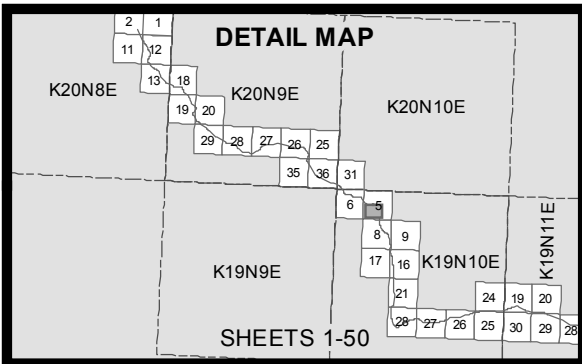 2 1
DETAIL MAP
11 12
13 18
K20N8E
K20N9E
K20N10E
19 20
29 28 27 26 25
35 36 31
6 5
8 9
K19N11E
17 16
K19N9E
K19N10E
21
24 19 20
28 27 26 25 30 29 28
SHEETS 1-50